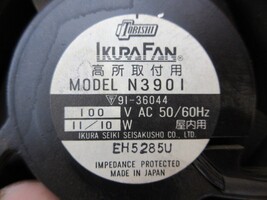 TOBISHI
IKURAFAN
高所取付用
MODEL N3901
▽91-36044
100 V AC 50/60Hz
11/10 W 屋内用
IKURA SEIKI SEISAKUSHO CO., LTD.
EH5285U
IMPEDANCE PROTECTED
MADE IN JAPAN